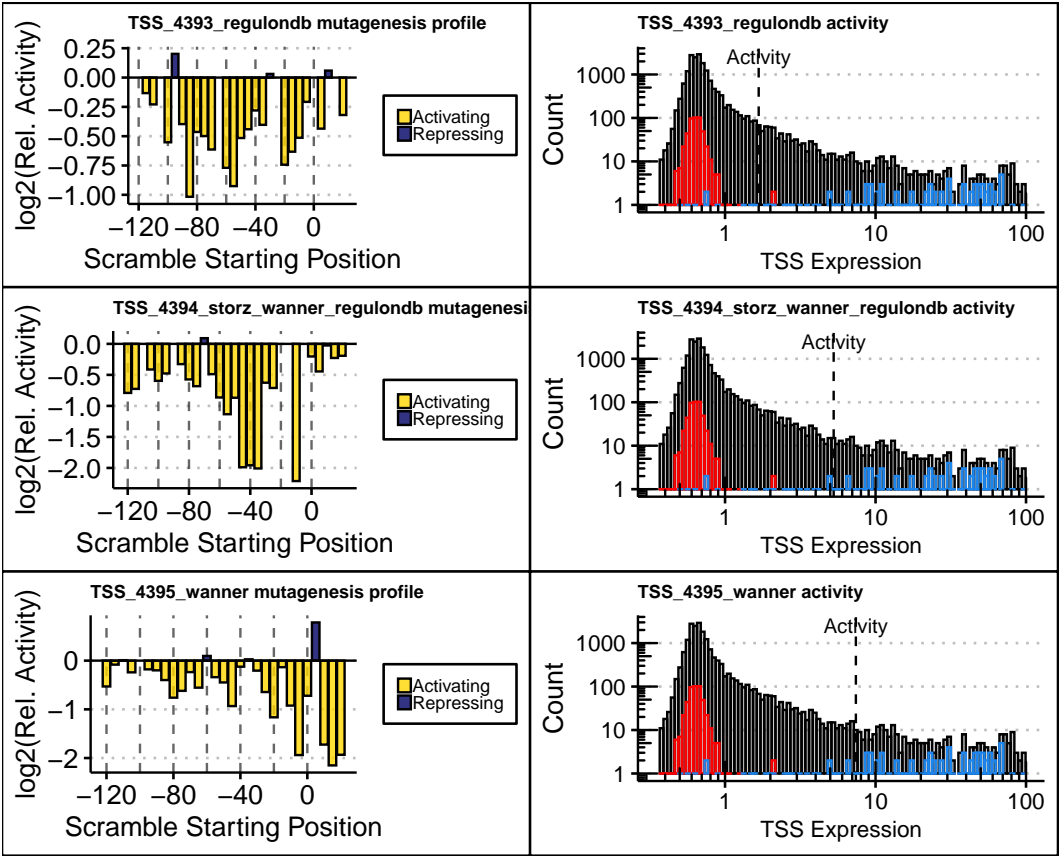 TSS_4393_regulondb mutagenesis profile
log2(Rel. Activity)
0.25
0.00
−0.25
−0.50
−0.75
−1.00
−120 −80 −40 0
Scramble Starting Position
Activating
Repressing
TSS_4393_regulondb activity
Activity
Count
1000
100
10
1
1 10 100
TSS Expression
TSS_4394_storz_wanner_regulondb mutagenesis
log2(Rel. Activity)
0.0
−0.5
−1.0
−1.5
−2.0
−120 −80 −40 0
Scramble Starting Position
Activating
Repressing
TSS_4394_storz_wanner_regulondb activity
Activity
Count
1000
100
10
1
1 10 100
TSS Expression
TSS_4395_wanner mutagenesis profile
log2(Rel. Activity)
0
−1
−2
−120 −80 −40 0
Scramble Starting Position
Activating
Repressing
TSS_4395_wanner activity
Activity
Count
1000
100
10
1
1 10 100
TSS Expression